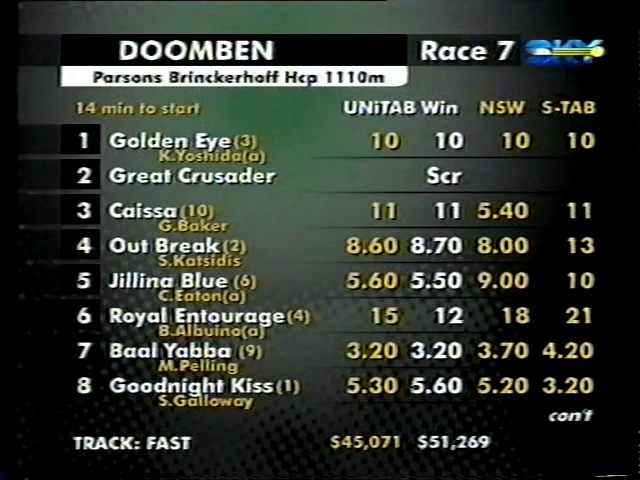 DOOMBEN Race 7 SKY
Parsons Brinckerhoff Hcp 1110m
14 min to start UNiTAB Win NSW S-TAB
1 Golden Eye (3) 10 10 10 10
K.Yoshida(a)
2 Great Crusader Scr
3 Caissa (10) 11 11 5.40 11
G.Baker
4 Out Break (2) 8.60 8.70 8.00 13
S.Katsidis
5 Jillina Blue (6) 5.60 5.50 9.00 10
C.Eaton(a)
6 Royal Entourage (4) 15 12 18 21
B.Albuino(a)
7 Baal Yabba (9) 3.20 3.20 3.70 4.20
M.Pelling
8 Goodnight Kiss (1) 5.30 5.60 5.20 3.20
S.Galloway
con't
TRACK: FAST $45,071 $51,269